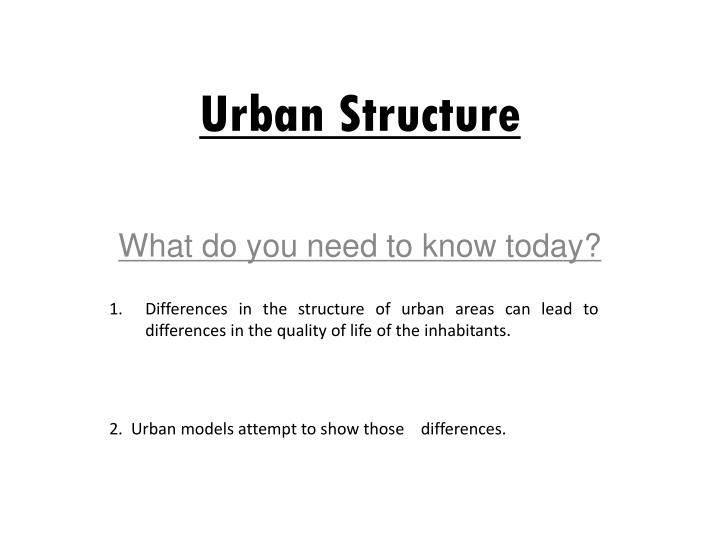 Urban Structure
What do you need to know today?
1. Differences in the structure of urban areas can lead to
differences in the quality of life of the inhabitants.
2. Urban models attempt to show those differences.